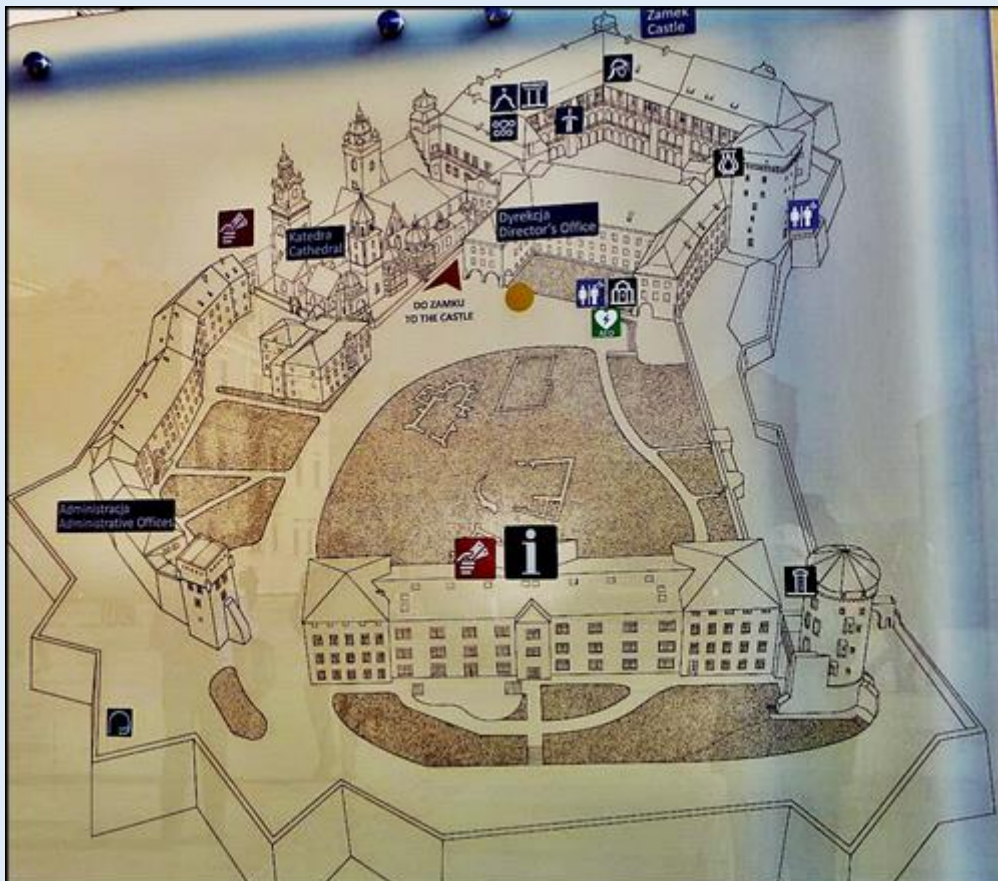 Zamek
Castle
Katedra
Cathedral
Dyrekcja
Director's Office
DO ZAMKU
TO THE CASTLE
AED
Administracja
Administrative Offices
i